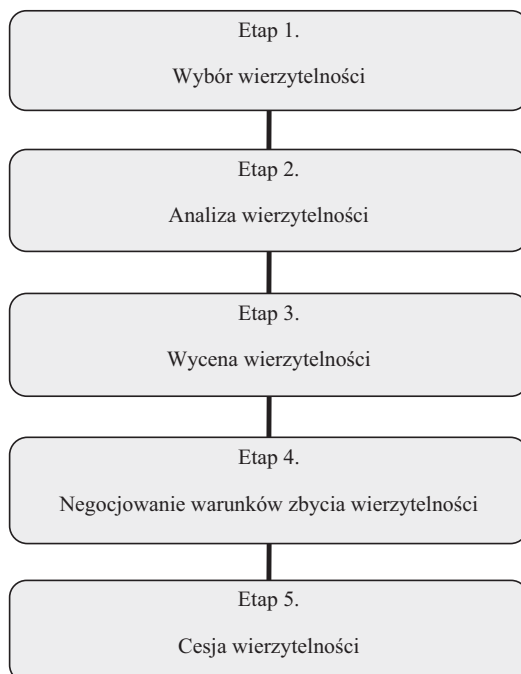 Etap 1.
Wybór wierzytelności
Etap 2.
Analiza wierzytelności
Etap 3.
Wycena wierzytelności
Etap 4.
Negocjowanie warunków zbycia wierzytelności
Etap 5.
Cesja wierzytelności